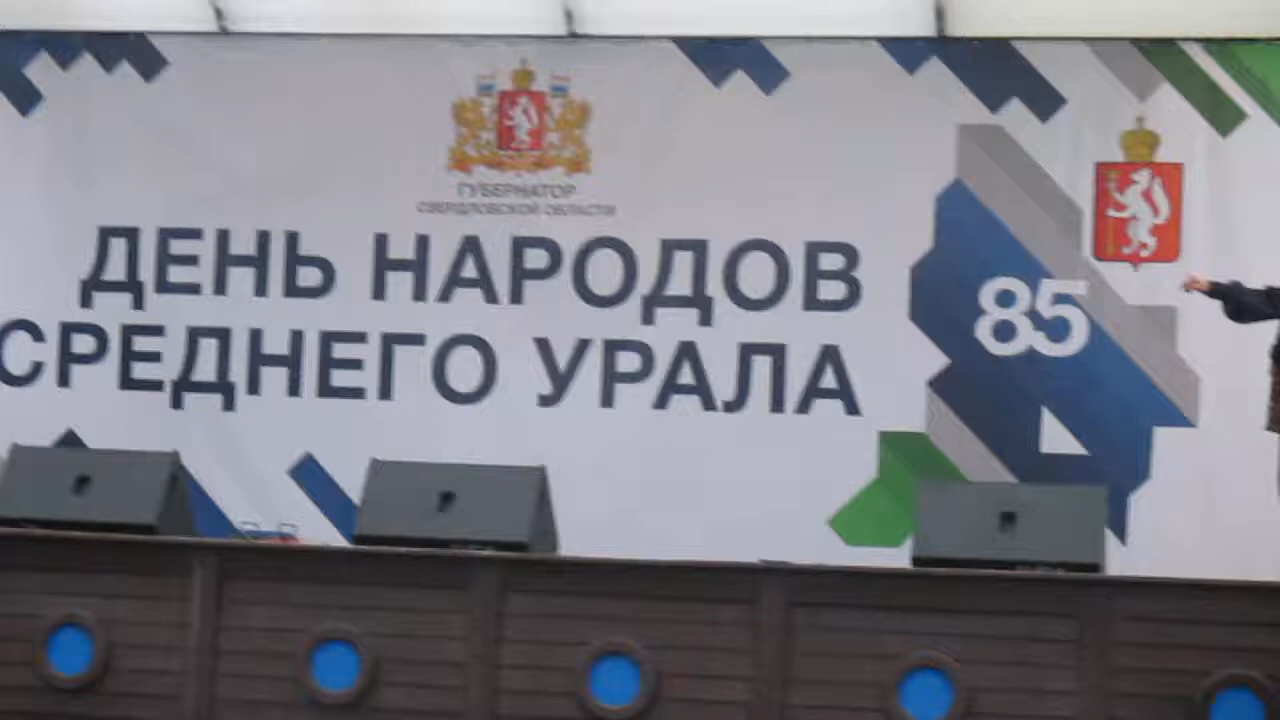 ГУБЕРНАТОР
СВЕРДЛОВСКОЙ ОБЛАСТИ
ДЕНЬ НАРОДОВ
СРЕДНЕГО УРАЛА
85